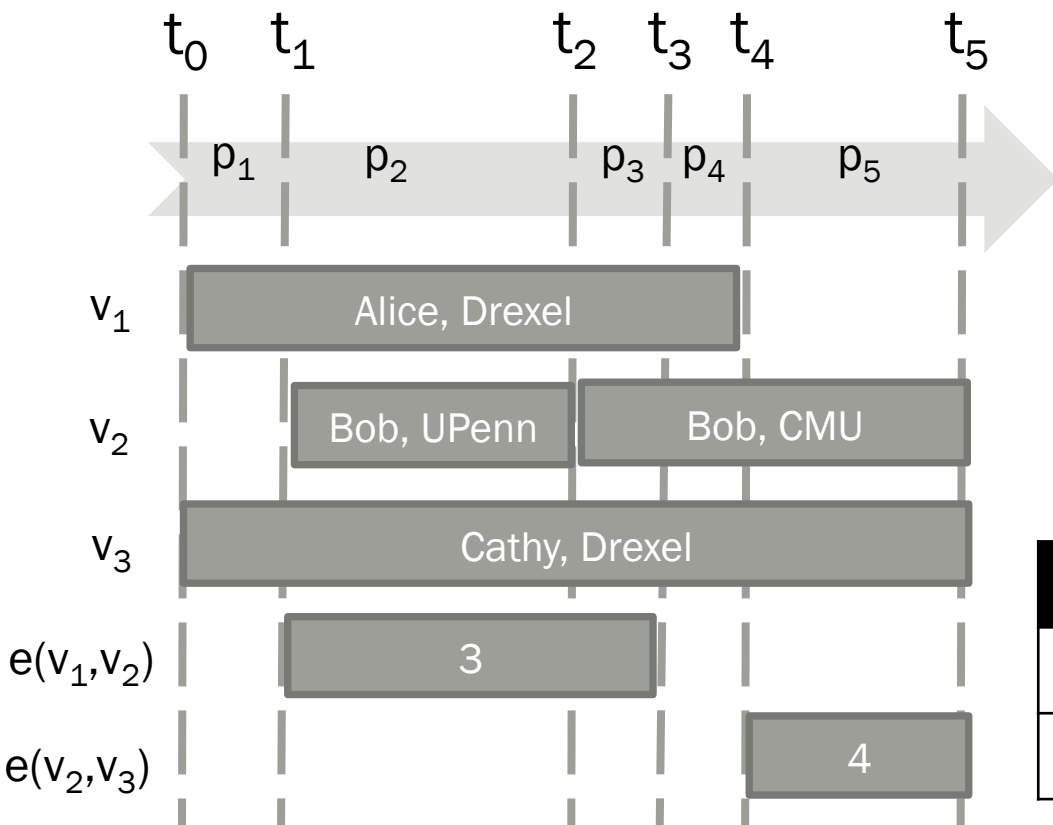 t₀ t₁ t₂ t₃ t₄ t₅
p₁ p₂ p₃ p₄ p₅
v₁ Alice, Drexel
v₂ Bob, UPenn Bob, CMU
v₃ Cathy, Drexel
e(v₁,v₂) 3
e(v₂,v₃) 4